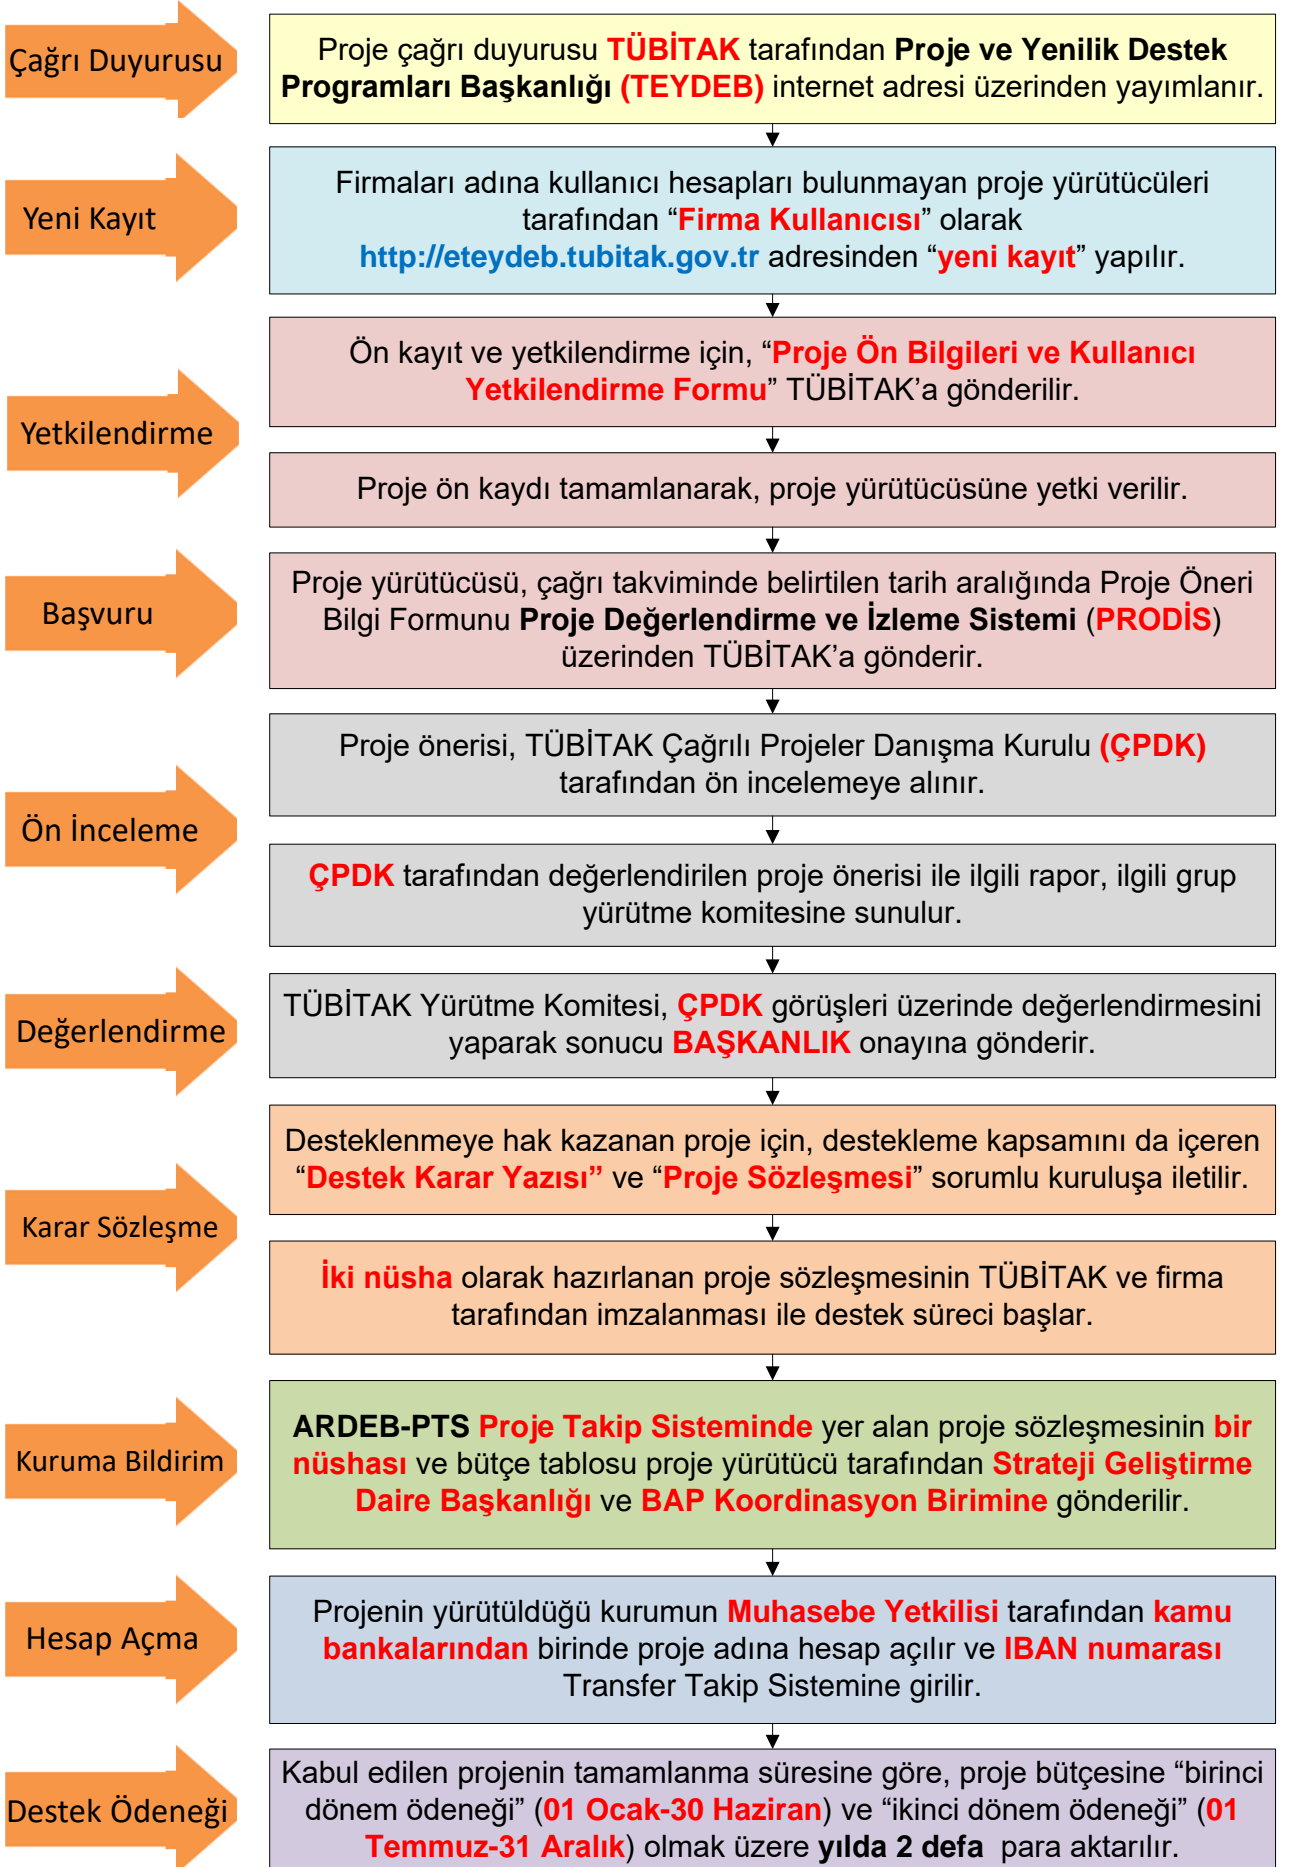 Çağrı Duyurusu
Proje çağrı duyurusu TÜBİTAK tarafından Proje ve Yenilik Destek
Programları Başkanlığı (TEYDEB) internet adresi üzerinden yayımlanır.
Yeni Kayıt
Firmaları adına kullanıcı hesapları bulunmayan proje yürütücüleri
tarafından “Firma Kullanıcısı” olarak
http://eteydeb.tubitak.gov.tr adresinden “yeni kayıt” yapılır.
Yetkilendirme
Ön kayıt ve yetkilendirme için, “Proje Ön Bilgileri ve Kullanıcı
Yetkilendirme Formu” TÜBİTAK’a gönderilir.
Proje ön kaydı tamamlanarak, proje yürütücüsüne yetki verilir.
Başvuru
Proje yürütücüsü, çağrı takviminde belirtilen tarih aralığında Proje Öneri
Bilgi Formunu Proje Değerlendirme ve İzleme Sistemi (PRODİS)
üzerinden TÜBİTAK’a gönderir.
Ön İnceleme
Proje önerisi, TÜBİTAK Çağrılı Projeler Danışma Kurulu (ÇPDK)
tarafından ön incelemeye alınır.
ÇPDK tarafından değerlendirilen proje önerisi ile ilgili rapor, ilgili grup
yürütme komitesine sunulur.
Değerlendirme
TÜBİTAK Yürütme Komitesi, ÇPDK görüşleri üzerinde değerlendirmesini
yaparak sonucu BAŞKANLIK onayına gönderir.
Karar Sözleşme
Desteklenmeye hak kazanan proje için, destekleme kapsamını da içeren
“Destek Karar Yazısı” ve “Proje Sözleşmesi” sorumlu kuruluşa iletilir.
İki nüsha olarak hazırlanan proje sözleşmesinin TÜBİTAK ve firma
tarafından imzalanması ile destek süreci başlar.
Kuruma Bildirim
ARDEB-PTS Proje Takip Sisteminde yer alan proje sözleşmesinin bir
nüshası ve bütçe tablosu proje yürütücü tarafından Strateji Geliştirme
Daire Başkanlığı ve BAP Koordinasyon Birimine gönderilir.
Hesap Açma
Projenin yürütüldüğü kurumun Muhasebe Yetkilisi tarafından kamu
bankalarından birinde proje adına hesap açılır ve IBAN numarası
Transfer Takip Sistemine girilir.
Destek Ödeneği
Kabul edilen projenin tamamlanma süresine göre, proje bütçesine “birinci
dönem ödeneği” (01 Ocak-30 Haziran) ve “ikinci dönem ödeneği” (01
Temmuz-31 Aralık) olmak üzere yılda 2 defa para aktarılır.